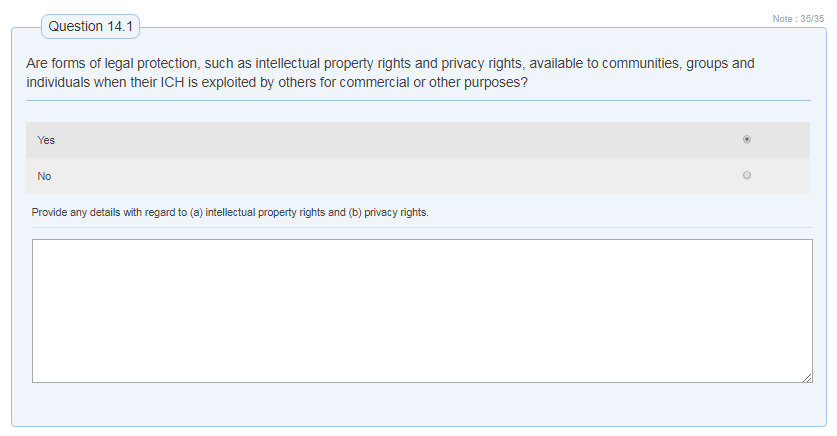 Note : 35/35
Question 14.1
Are forms of legal protection, such as intellectual property rights and privacy rights, available to communities, groups and
individuals when their ICH is exploited by others for commercial or other purposes?
Yes
No
Provide any details with regard to (a) intellectual property rights and (b) privacy rights.